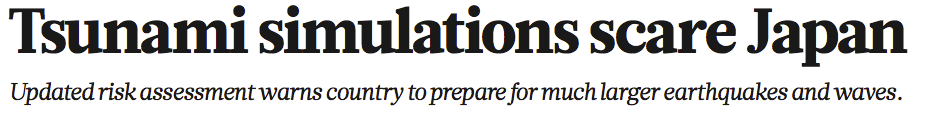 Tsunami simulations scare Japan
Updated risk assessment warns country to prepare for much larger earthquakes and waves.